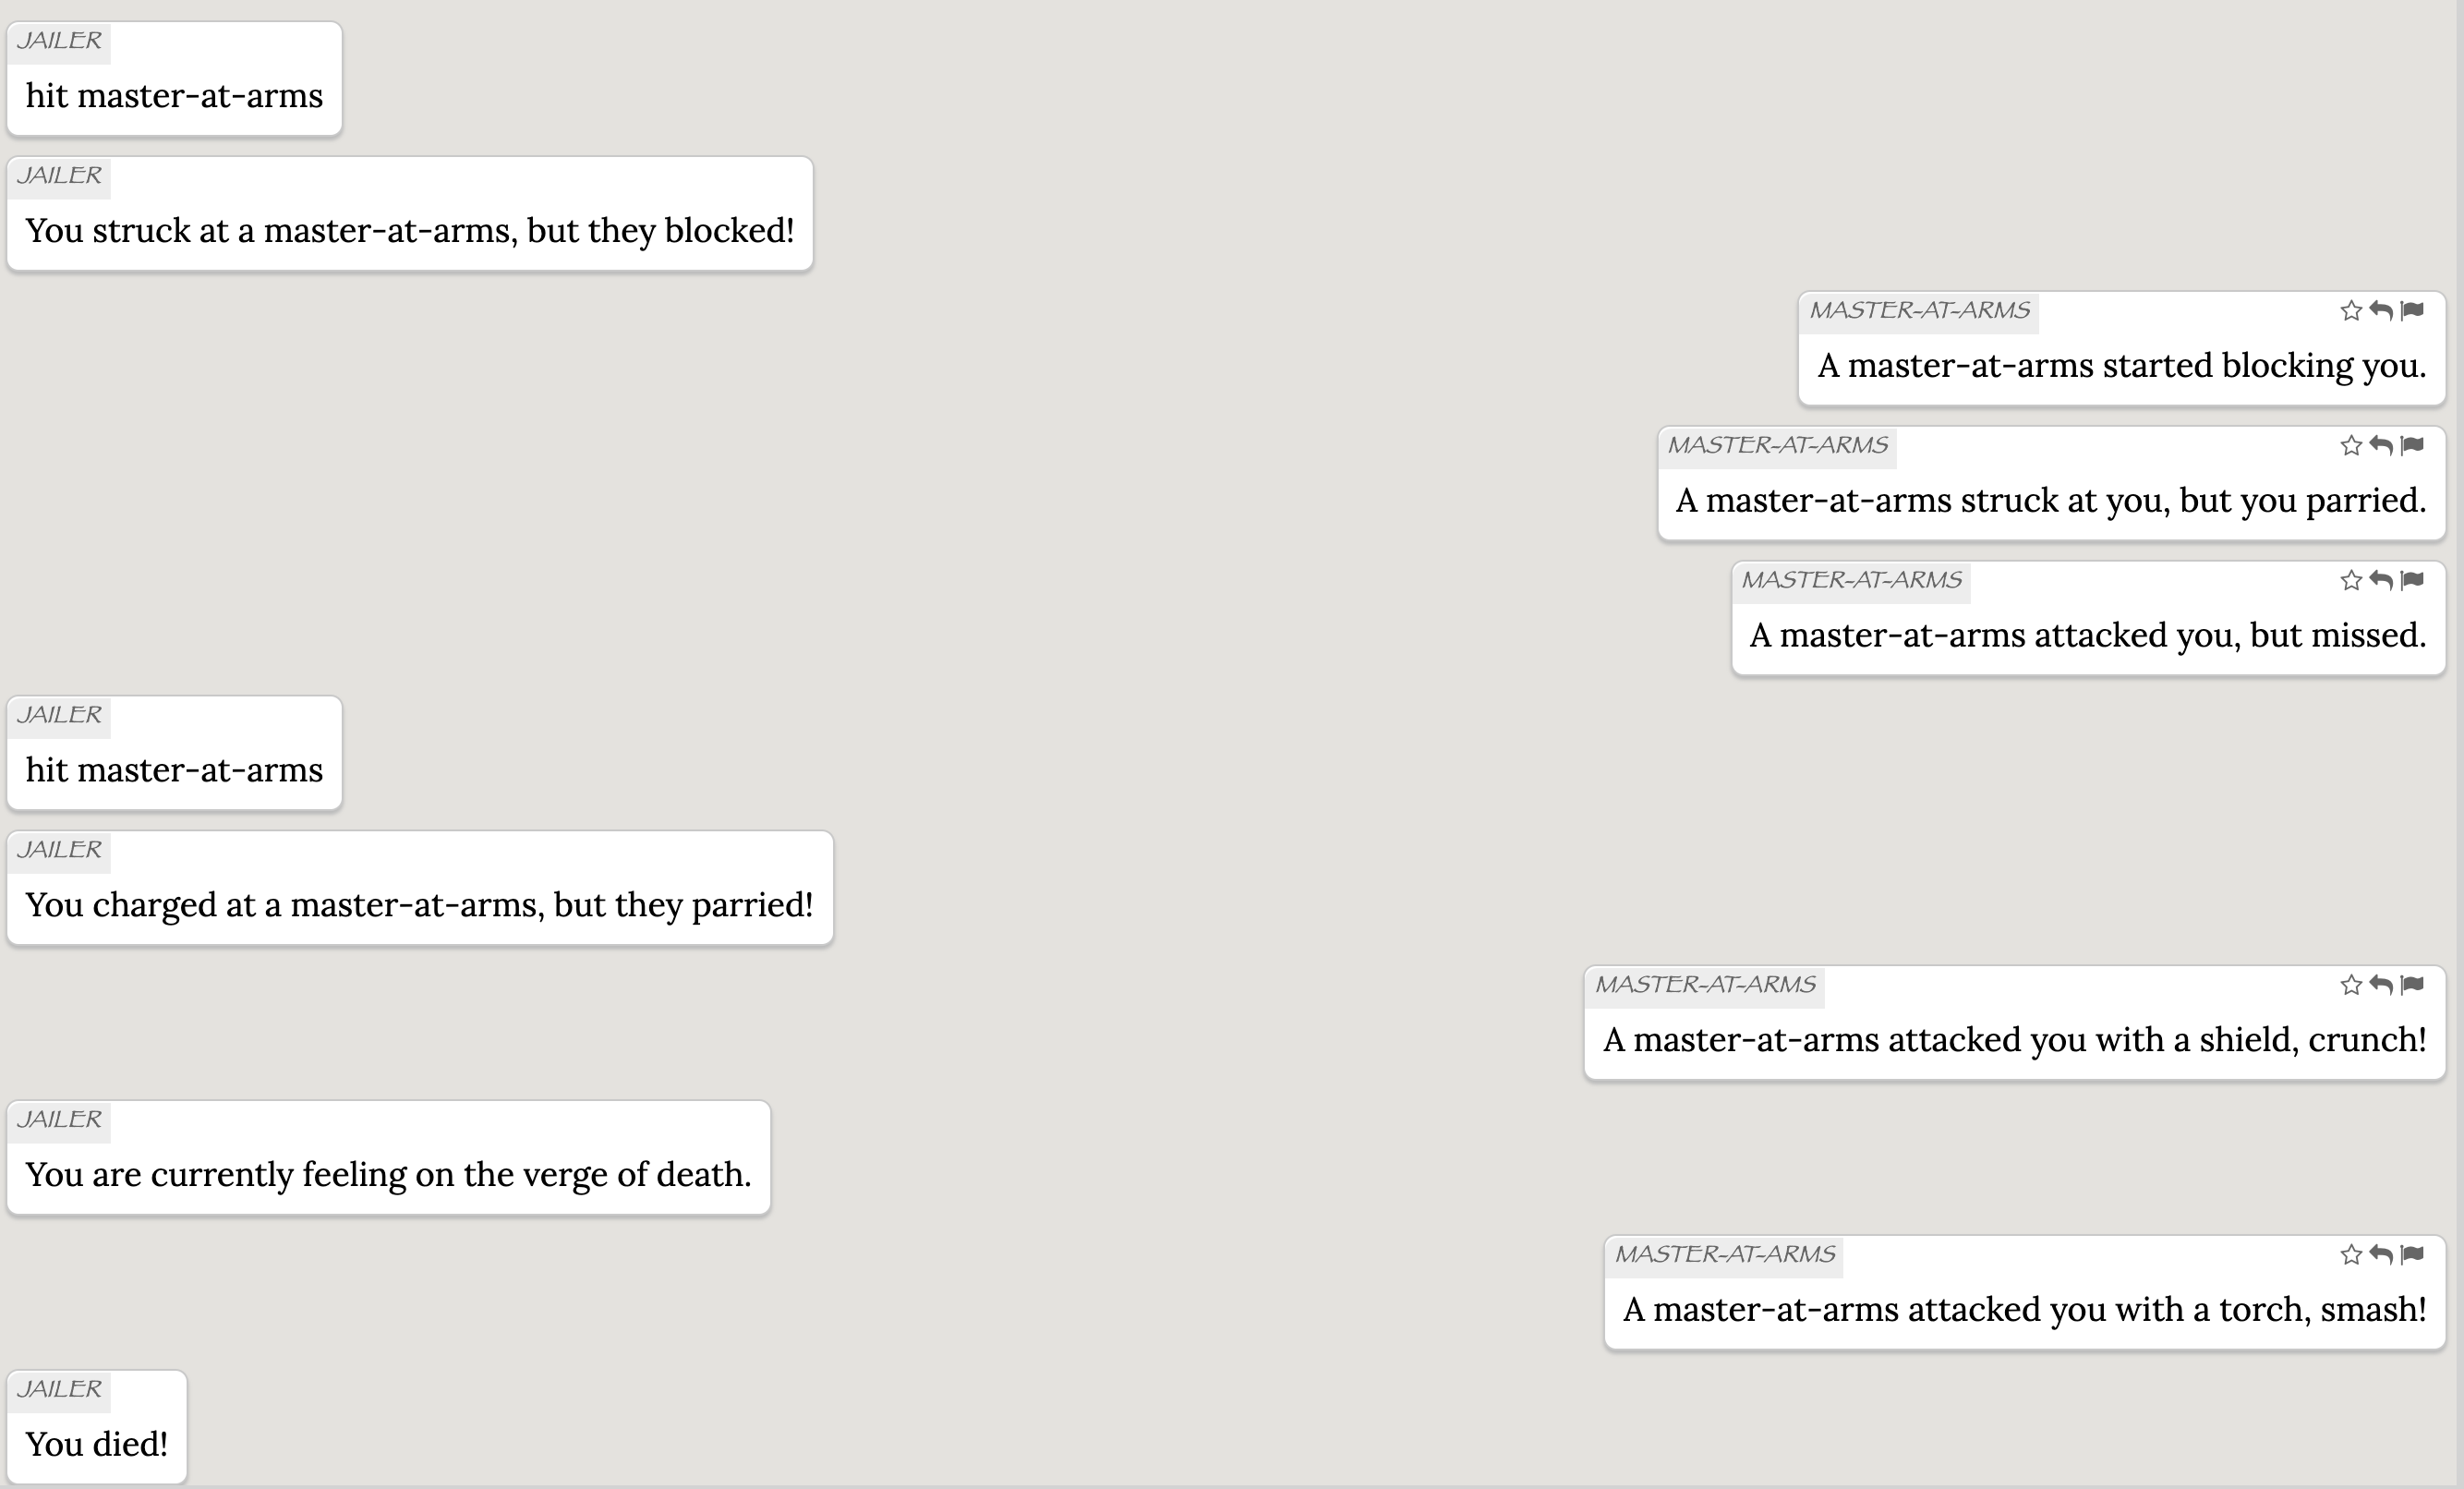 JAILER
hit master-at-arms
JAILER
You struck at a master-at-arms, but they blocked!
MASTER-AT-ARMS
A master-at-arms started blocking you.
MASTER-AT-ARMS
A master-at-arms struck at you, but you parried.
MASTER-AT-ARMS
A master-at-arms attacked you, but missed.
JAILER
hit master-at-arms
JAILER
You charged at a master-at-arms, but they parried!
MASTER-AT-ARMS
A master-at-arms attacked you with a shield, crunch!
JAILER
You are currently feeling on the verge of death.
MASTER-AT-ARMS
A master-at-arms attacked you with a torch, smash!
JAILER
You died!